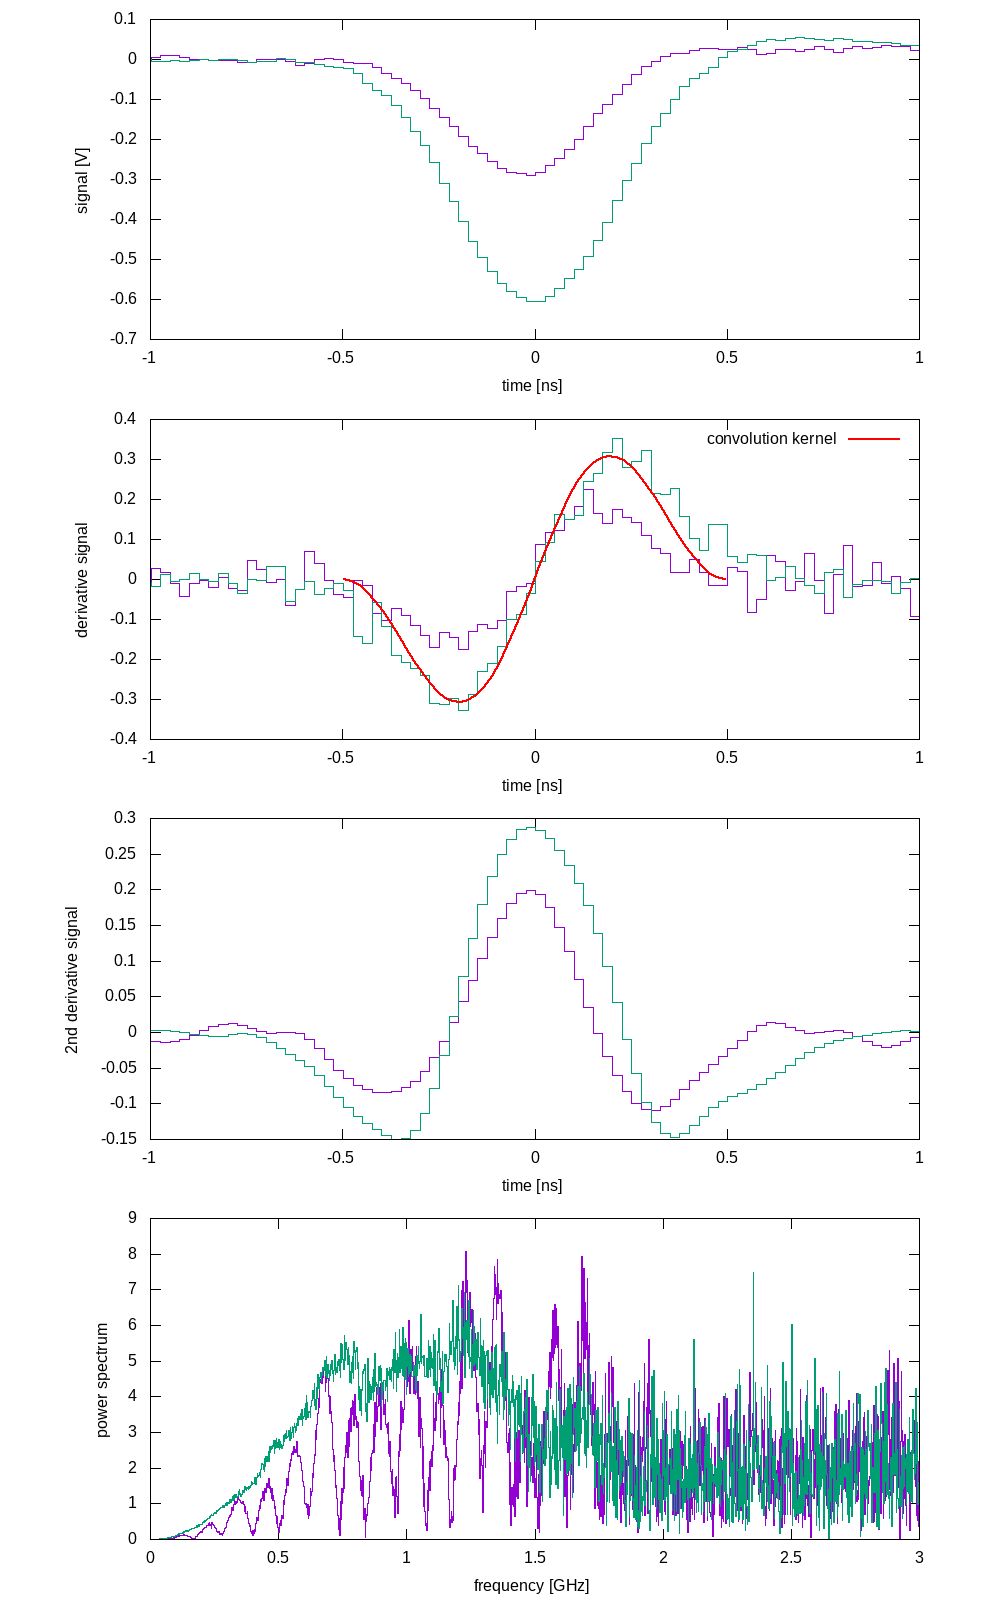 0.1
0
-0.1
-0.2
-0.3
-0.4
-0.5
-0.6
-0.7
signal [V]
-1 -0.5 0 0.5 1
time [ns]
0.4
0.3
0.2
0.1
0
-0.1
-0.2
-0.3
-0.4
derivative signal
convolution kernel
-1 -0.5 0 0.5 1
time [ns]
0.3
0.25
0.2
0.15
0.1
0.05
0
-0.05
-0.1
-0.15
2nd derivative signal
-1 -0.5 0 0.5 1
time [ns]
9
8
7
6
5
4
3
2
1
0
power spectrum
0 0.5 1 1.5 2 2.5 3
frequency [GHz]